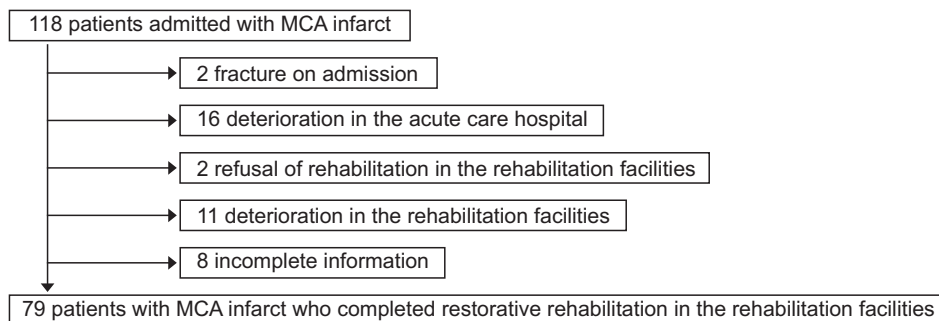 118 patients admitted with MCA infarct
2 fracture on admission
16 deterioration in the acute care hospital
2 refusal of rehabilitation in the rehabilitation facilities
11 deterioration in the rehabilitation facilities
8 incomplete information
79 patients with MCA infarct who completed restorative rehabilitation in the rehabilitation facilities